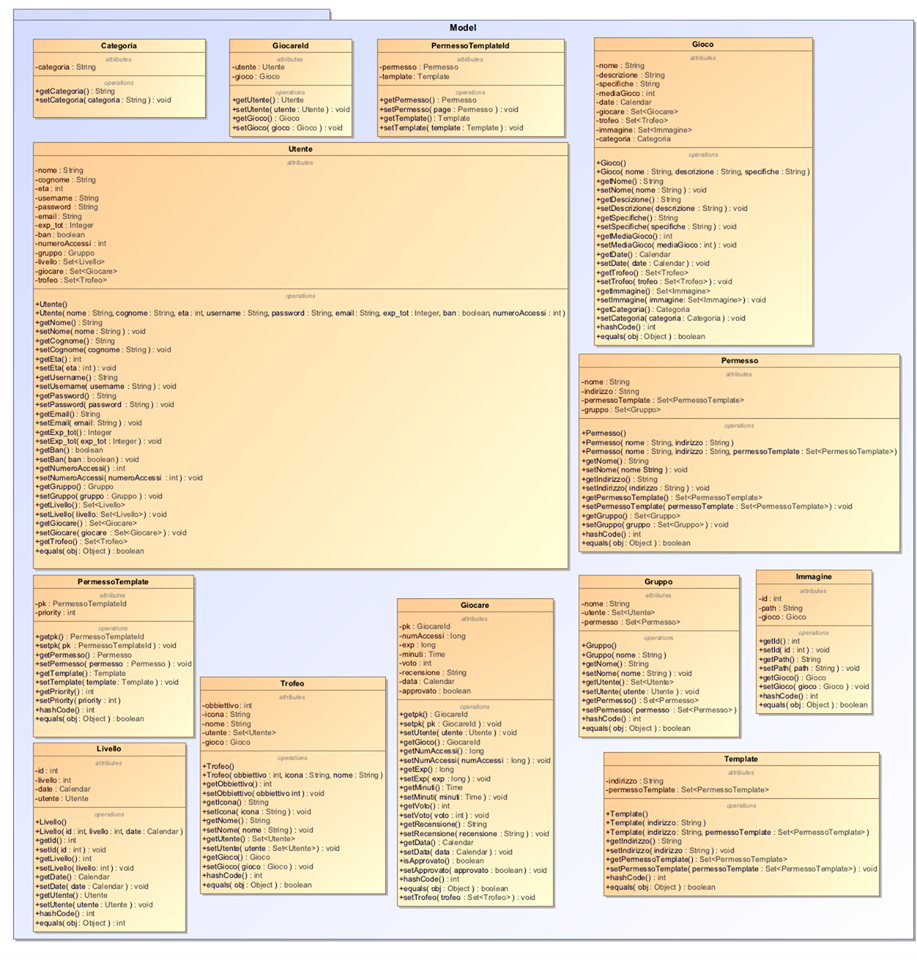 Model
Categoria
attributes
-categoria : String
operations
+getCategoria() : String
+setCategoria( categoria : String ) : void
GiocareId
attributes
-utente : Utente
-gioco : Gioco
operations
+getUtente() : Utente
+setUtente( utente : Utente ) : void
+getGioco() : Gioco
+setGioco( gioco : Gioco ) : void
PermessoTemplateId
attributes
-permesso : Permesso
-template : Template
operations
+getPermesso() : Permesso
+setPermesso( page : Permesso ) : void
+getTemplate() : Template
+setTemplate( template : Template ) : void
Gioco
attributes
-nome : String
-descrizione : String
-specifiche : String
-mediaGioco : int
-date : Calendar
-giocare : Set<Giocare>
-trofeo : Set<Trofeo>
-immagine : Set<Immagine>
-categoria : Categoria
operations
+Gioco()
+Gioco( nome : String, descrizione : String, specifiche : String )
+getNome() : String
+setNome( nome : String ) : void
+getDescizione() : String
+setDescrizione( descrizione : String ) : void
+getSpecifiche() : String
+setSpecifiche( specifiche : String ) : void
+getMediaGioco() : int
+setMediaGioco( mediaGioco : int ) : void
+getDate() : Calendar
+setDate( date : Calendar ) : void
+getTrofeo() : Set<Trofeo>
+setTrofeo( trofeo : Set<Trofeo> ) : void
+getImmagine() : Set<Immagine>
+setImmagine( immagine: Set<Immagine> ) : void
+getCategoria() : Categoria
+setCategoria( categoria : Categoria ) : void
+hashCode() : int
+equals( obj : Object ) : boolean
Utente
attributes
-nome : String
-cognome : String
-eta : int
-username : String
-password : String
-email : String
-exp_tot : Integer
-ban : boolean
-numeroAccessi : int
-gruppo : Gruppo
-livello : Set<Livello>
-giocare : Set<Giocare>
-trofeo : Set<Trofeo>
operations
+Utente()
+Utente( nome : String, cognome : String, eta : int, username : String, password : String, email : String, exp_tot : Integer, ban : boolean, numeroAccessi : int )
+getNome() : String
+setNome( nome : String ) : void
+getCognome() : String
+setCognome( cognome : String ) : void
+getEta() : int
+setEta( eta : int ) : void
+getUsername() : String
+setUsername( username : String ) : void
+getPassword() : String
+setPassword( password : String ) : void
+getEmail() : String
+setEmail( email : String ) : void
+getExp_tot() : Integer
+setExp_tot( exp_tot : Integer ) : void
+getBan() : boolean
+setBan( ban : boolean ) : void
+getNumeroAccessi() : int
+setNumeroAccessi( numeroAccessi : int ) : void
+getGruppo() : Gruppo
+setGruppo( gruppo : Gruppo ) : void
+getLivello() : Set<Livello>
+setLivello( livello: Set<Livello> ) : void
+getGiocare() : Set<Giocare>
+setGiocare( giocare : Set<Giocare> ) : void
+getTrofeo() : Set<Trofeo>
+equals( obj : Object ) : boolean
Permesso
attributes
-nome : String
-indirizzo : String
-permessoTemplate : Set<PermessoTemplate>
-gruppo : Set<Gruppo>
operations
+Permesso()
+Permesso( nome : String, indirizzo : String )
+Permesso( nome : String, indirizzo : String, permessoTemplate : Set<PermessoTemplate> )
+getNome() : String
+setNome( nome String ) : void
+getIndirizzo() : String
+setIndirizzo( indirizzo : String ) : void
+getPermessoTemplate() : Set<PermessoTemplate>
+setPermessoTemplate( permessoTemplate : Set<PermessoTemplate> ) : void
+getGruppo() : Set<Gruppo>
+setGruppo( gruppo : Set<Gruppo> ) : void
+hashCode() : int
+equals( obj : Object ) : boolean
PermessoTemplate
attributes
-pk : PermessoTemplateId
-priority : int
operations
+getpk() : PermessoTemplateId
+setpk( pk : PermessoTemplateId ) : void
+getPermesso() : Permesso
+setPermesso( permesso : Permesso ) : void
+getTemplate() : Template
+setTemplate( template : Template ) : void
+getPriority() : int
+setPriority( priority : int )
+hashCode() : int
+equals( obj : Object ) : boolean
Trofeo
attributes
-obbiettivo : int
-icona : String
-nome : String
-utente : Set<Utente>
-gioco : Gioco
operations
+Trofeo()
+Trofeo( obbiettivo : int, icona : String, nome : String )
+getObbiettivo() : int
+setObbiettivo( obbiettivo int ) : void
+getIcona() : String
+setIcona( icona : String ) : void
+getNome() : String
+setNome( nome : String ) : void
+getUtente() : Set<Utente>
+setUtente( utente : Set<Utente> ) : void
+getGioco() : Gioco
+setGioco( gioco : Gioco ) : void
+hashCode() : int
+equals( obj : Object ) : boolean
Giocare
attributes
-pk : GiocareId
-numAccessi : long
-exp : long
-minuti : Time
-voto : int
-recensione : String
-data : Calendar
-approvato : boolean
operations
+getpk() : GiocareId
+setpk( pk : GiocareId ) : void
+setUtente( utente : Utente ) : void
+getGioco() : GiocareId
+getNumAccessi() : long
+setNumAccessi( numAccessi : long ) : void
+getExp() : long
+setExp( exp : long ) : void
+getMinuti() : Time
+setMinuti( minuti : Time ) : void
+getVoto() : int
+setVoto( voto : int ) : void
+getRecensione() : String
+setRecensione( recensione : String ) : void
+getData() : Calendar
+setData( data : Calendar ) : void
+isApprovato() : boolean
+setApprovato( approvato : boolean ) : void
+hashCode() : int
+equals( obj : Object ) : boolean
+setTrofeo( trofeo : Set<Trofeo> ) : void
Gruppo
attributes
-nome : String
-utente : Set<Utente>
-permesso : Set<Permesso>
operations
+Gruppo()
+Gruppo( nome : String )
+getNome() : String
+setNome( nome : String ) : void
+getUtente() : Set<Utente>
+setUtente( utente : Utente ) : void
+getPermesso() : Set<Permesso>
+setPermesso( permesso : Set<Permesso> )
+hashCode() : int
+equals( obj : Object ) : boolean
Immagine
attributes
-id : int
-path : String
-gioco : Gioco
operations
+getId() : int
+setId( id : int ) : void
+getPath() : String
+setPath( path : String ) : void
+getGioco() : Gioco
+setGioco( gioco : Gioco ) : void
+hashCode() : int
+equals( obj : Object ) : boolean
Livello
attributes
-id : int
-livello : int
-date : Calendar
-utente : Utente
operations
+Livello()
+Livello( id : int, livello : int, date : Calendar )
+getId() : int
+setId( id : int ) : void
+getLivello() : int
+setLivello( livello: int ) : void
+getDate() : Calendar
+setDate( date : Calendar ) : void
+getUtente() : Utente
+setUtente( utente : Utente ) : void
+hashCode() : int
+equals( obj : Object ) : int
Template
attributes
-indirizzo : String
-permessoTemplate : Set<PermessoTemplate>
operations
+Template()
+Template( indirizzo : String )
+Template( indirizzo : String, permessoTemplate : Set<PermessoTemplate> )
+getIndirizzo() : String
+setIndirizzo( indirizzo : String ) : void
+getPermessoTemplate() : Set<PermessoTemplate>
+setPermessoTemplate( permessoTemplate : Set<PermessoTemplate> ) : void
+hashCode() : int
+equals( obj : Object ) : boolean